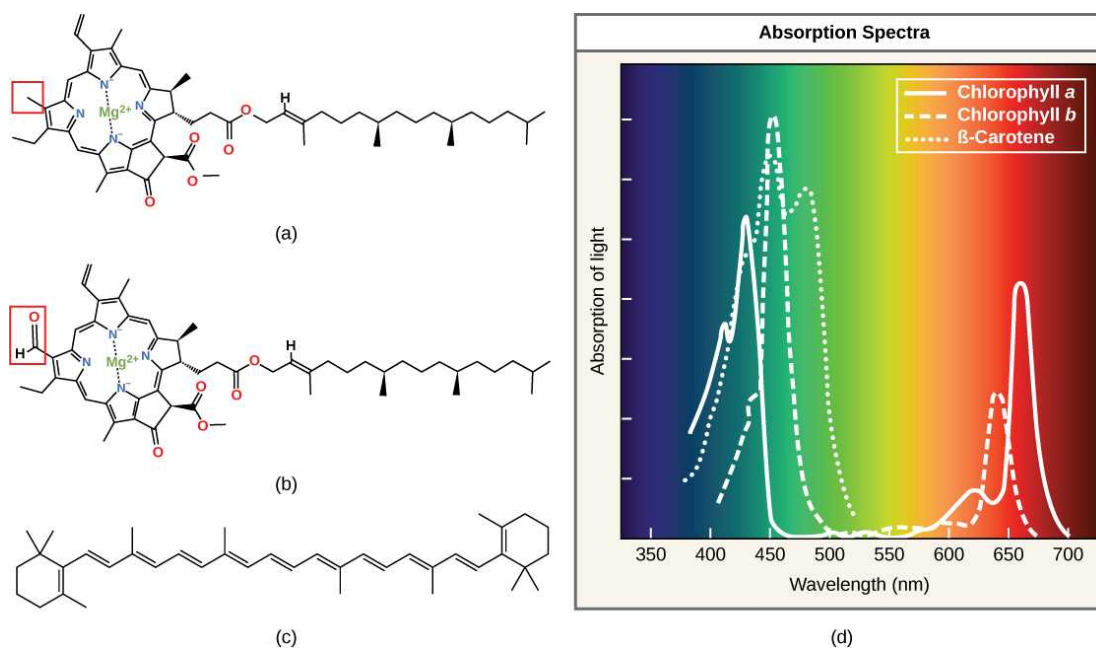 N⁻
Mg²⁺
N
N
N⁻
O
O
O
O
O
H
(a)
O
H
N⁻
Mg²⁺
N
N
N⁻
O
O
O
O
O
H
(b)
(c)
Absorption Spectra
Chlorophyll a
Chlorophyll b
ß-Carotene
Absorption of light
350 400 450 500 550 600 650 700
Wavelength (nm)
(d)